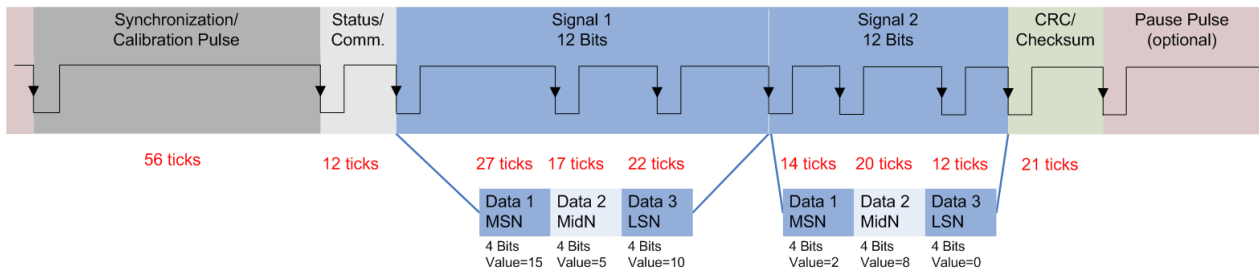 Synchronization/
Calibration Pulse
Status/
Comm.
Signal 1
12 Bits
Signal 2
12 Bits
CRC/
Checksum
Pause Pulse
(optional)
56 ticks
12 ticks
27 ticks
17 ticks
22 ticks
14 ticks
20 ticks
12 ticks
21 ticks
Data 1
MSN
Data 2
MidN
Data 3
LSN
Data 1
MSN
Data 2
MidN
Data 3
LSN
4 Bits
Value=15
4 Bits
Value=5
4 Bits
Value=10
4 Bits
Value=2
4 Bits
Value=8
4 Bits
Value=0